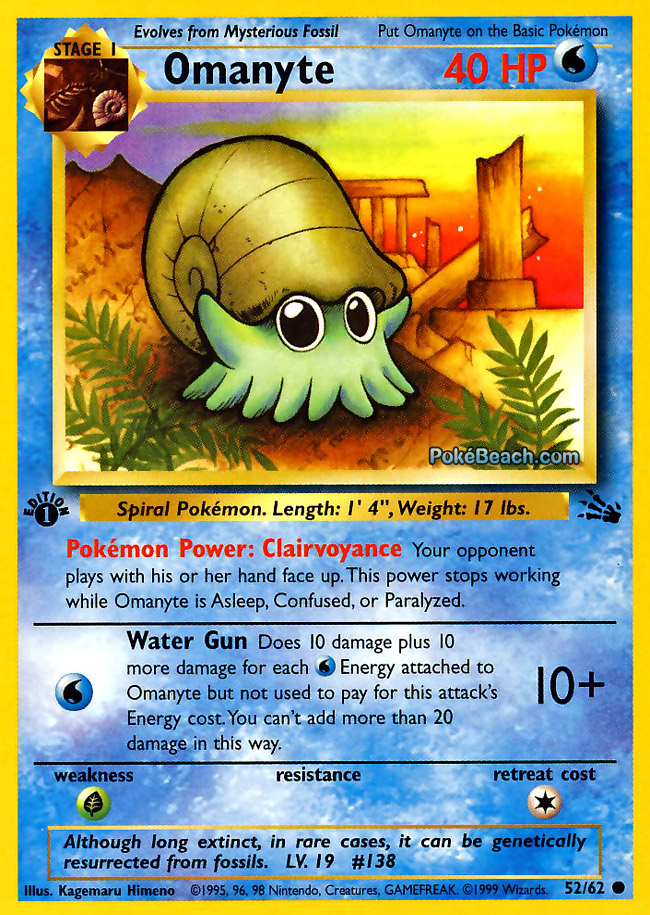 Evolves from Mysterious Fossil
Put Omanyte on the Basic Pokémon
STAGE 1
Omanyte
40 HP
PokéBeach.com
EDITION
1
Spiral Pokémon. Length: 1' 4", Weight: 17 lbs.
Pokémon Power: Clairvoyance Your opponent
plays with his or her hand face up. This power stops working
while Omanyte is Asleep, Confused, or Paralyzed.
Water Gun Does 10 damage plus 10
more damage for each Energy attached to
Omanyte but not used to pay for this attack's
Energy cost. You can't add more than 20
damage in this way.
10+
weakness
resistance
retreat cost
Although long extinct, in rare cases, it can be genetically
resurrected from fossils. LV. 19 #138
Illus. Kagemaru Himeno ©1995, 96, 98 Nintendo, Creatures, GAMEFREAK. ©1999 Wizards. 52/62